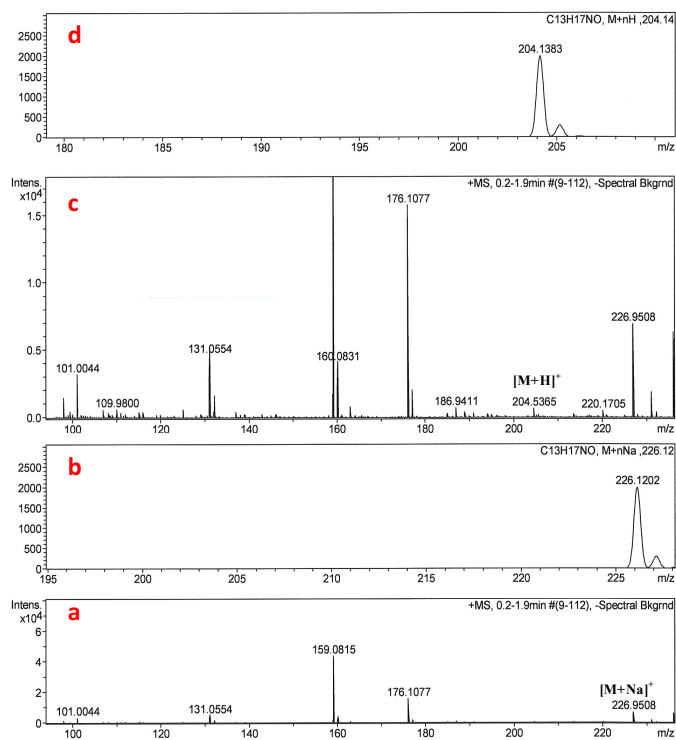 d
C13H17NO, M+nH ,204.14
204.1383
2500
2000
1500
1000
500
0
180 185 190 195 200 205 m/z
c
Intens.
x10⁴
+MS, 0.2-1.9min #(9-112), -Spectral Bkgrnd
176.1077
1.5
1.0
226.9508
131.0554
160.0831
0.5
101.0044
[M+H]⁺
109.9800
186.9411
204.5365
220.1705
0.0
100 120 140 160 180 200 220 m/z
b
C13H17NO, M+nNa ,226.12
226.1202
2500
2000
1500
1000
500
0
195 200 205 210 215 220 225 m/z
a
Intens.
x10⁴
+MS, 0.2-1.9min #(9-112), -Spectral Bkgrnd
6
159.0815
4
[M+Na]⁺
176.1077
2
101.0044
131.0554
226.9508
0
100 120 140 160 180 200 220 m/z